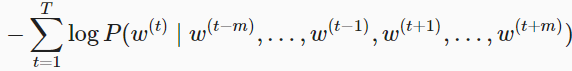 $-\sum_{t=1}^{T} \log P(w^{(t)} \mid w^{(t-m)}, \ldots, w^{(t-1)}, w^{(t+1)}, \ldots, w^{(t+m)})$